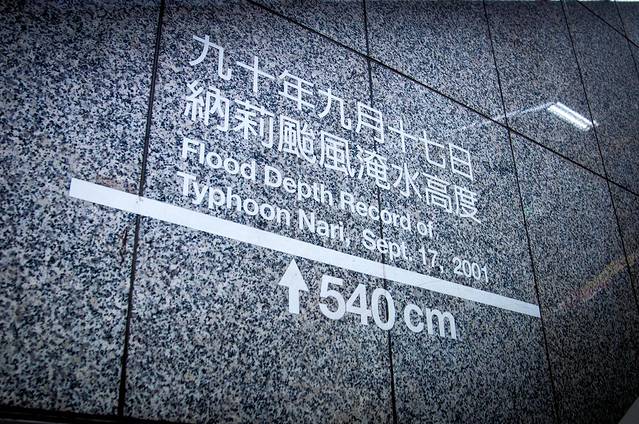 九十年九月十七日
納莉颱風淹水高度
Flood Depth Record of
Typhoon Nari, Sept. 17, 2001
↑540 cm